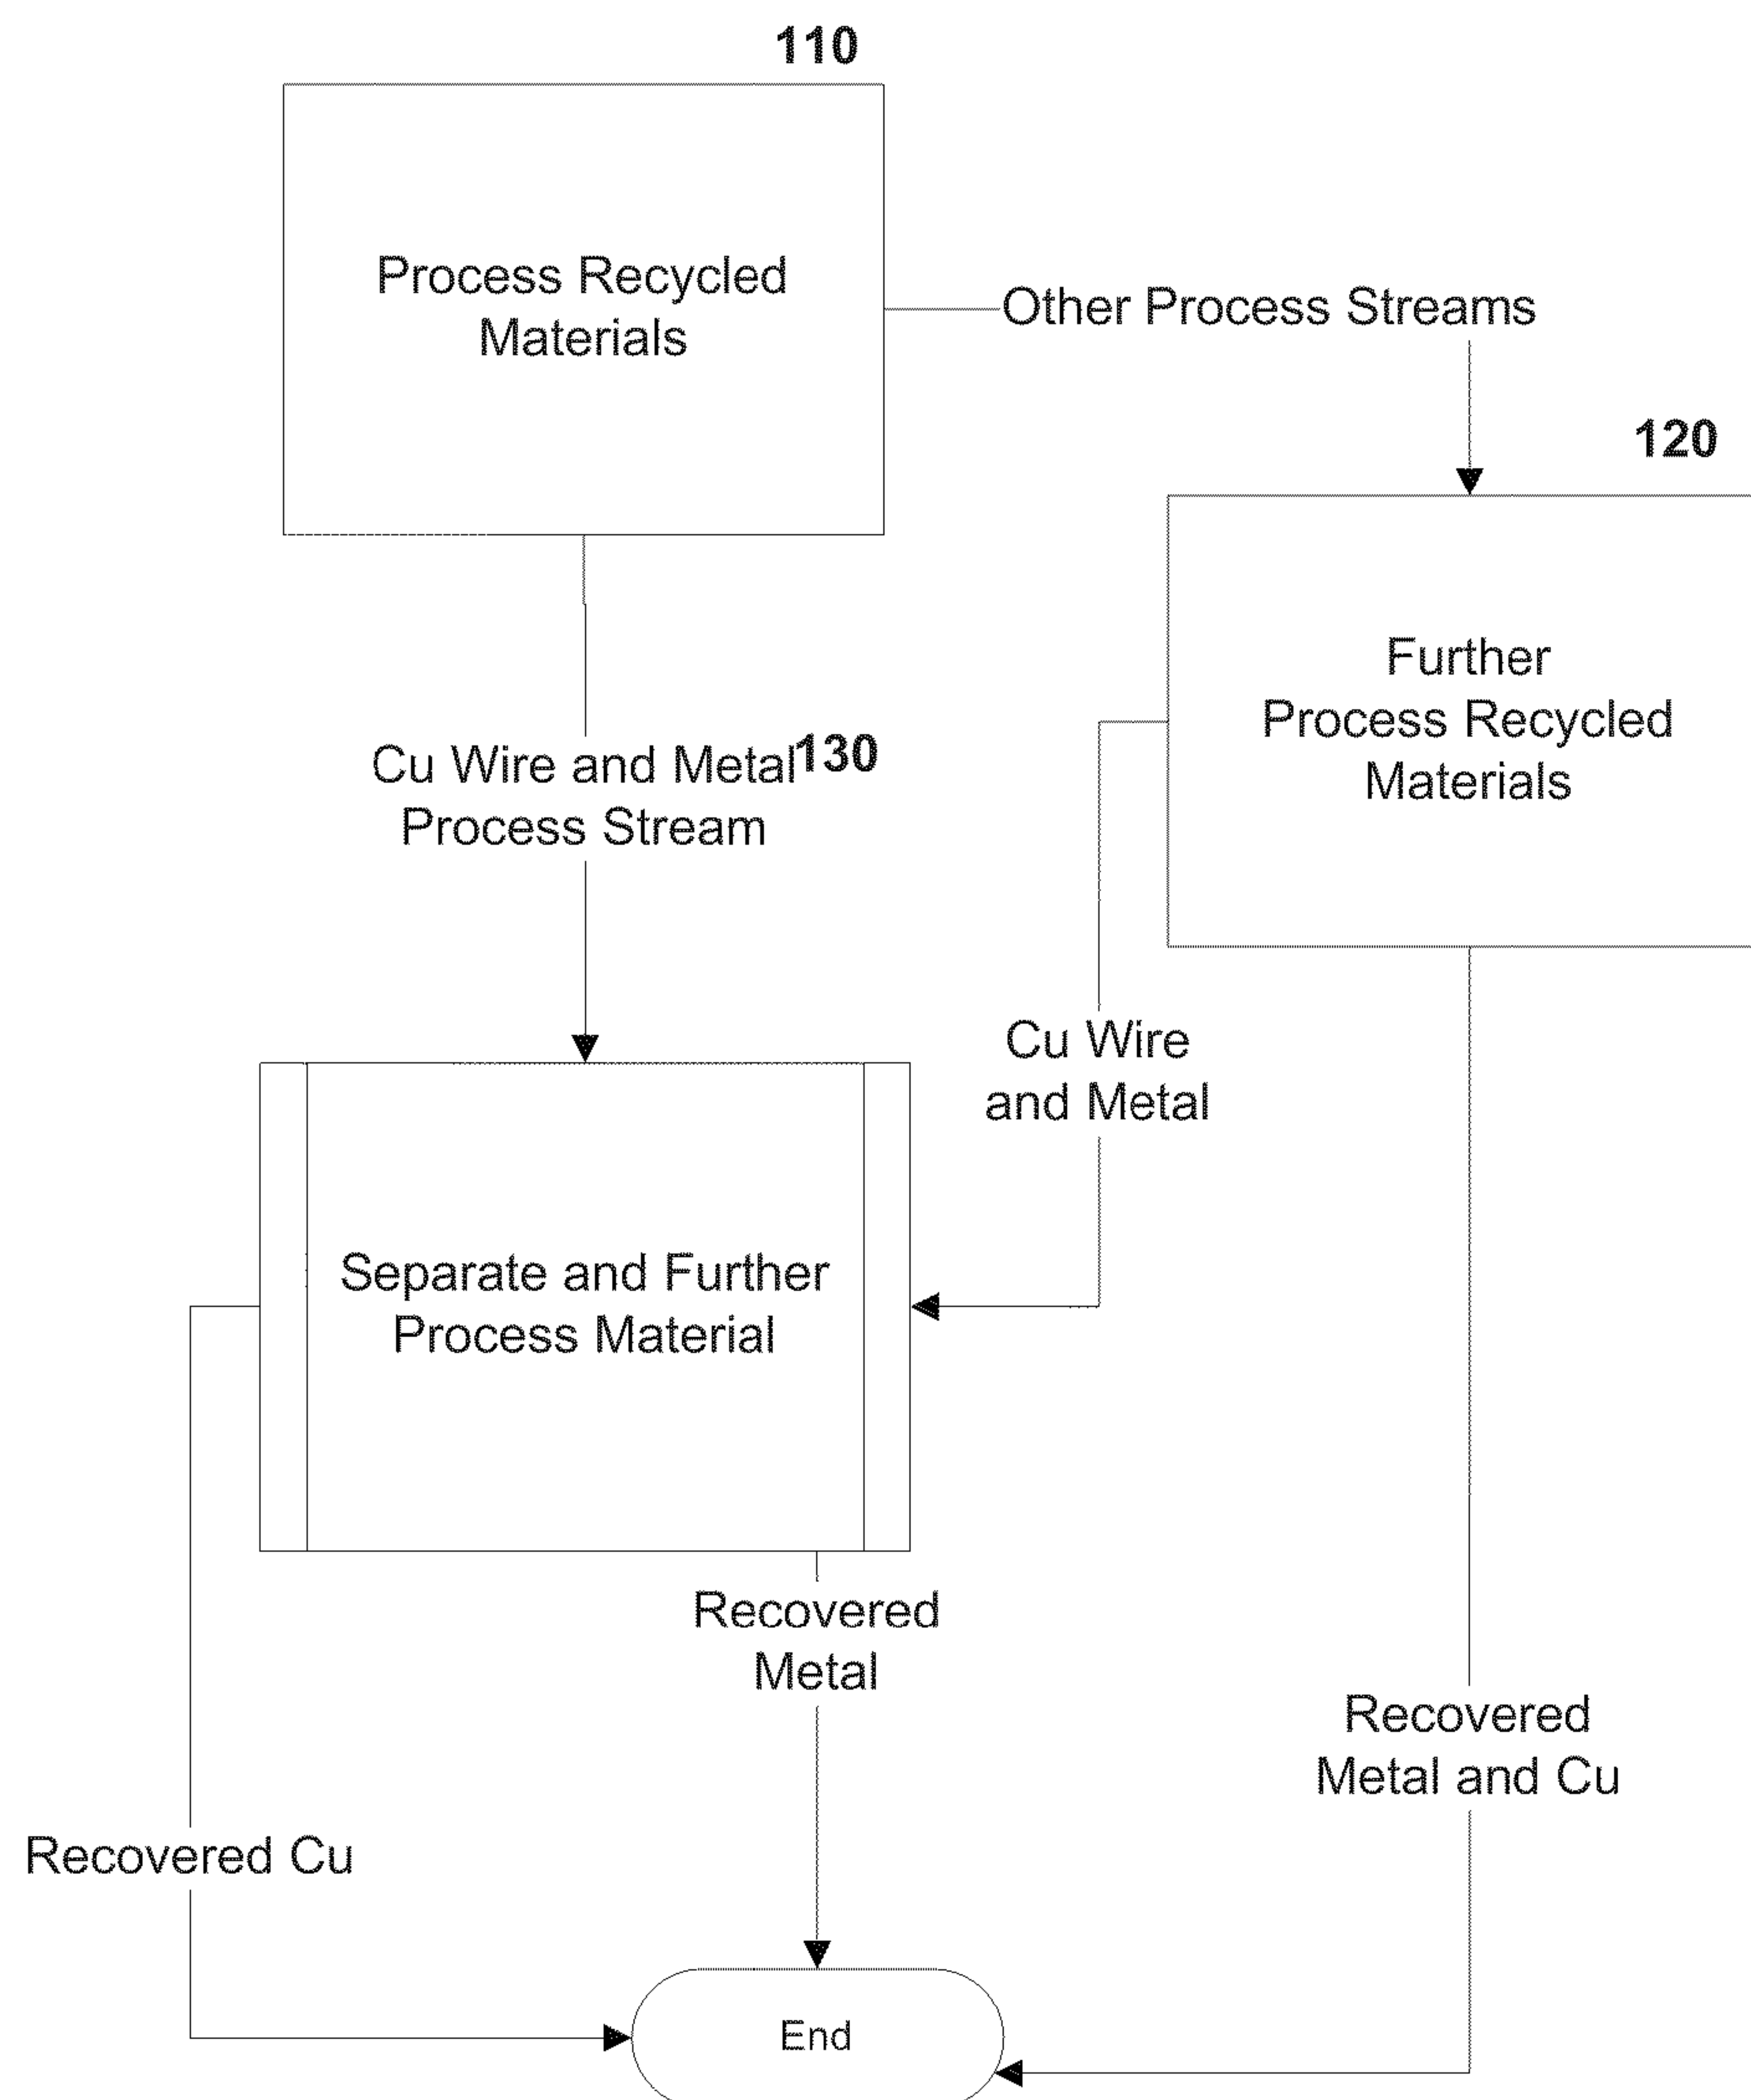 110
Process Recycled
Materials
Other Process Streams
120
Further
Process Recycled
Materials
Cu Wire and Metal
130
Process Stream
Cu Wire
and Metal
Separate and Further
Process Material
Recovered
Metal
Recovered
Metal and Cu
Recovered Cu
End